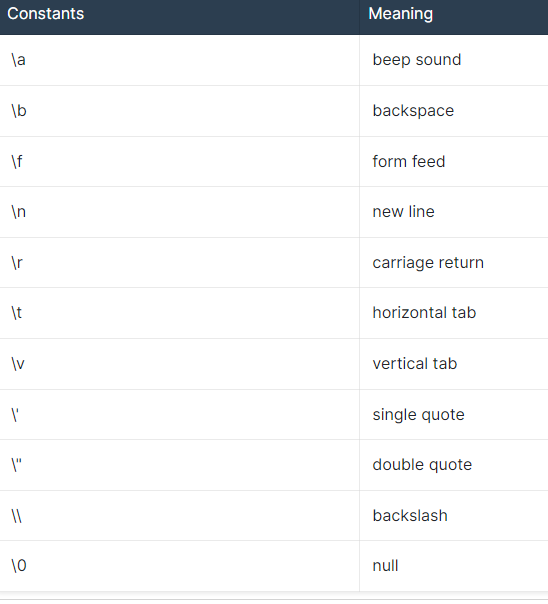 Constants Meaning
\a beep sound
\b backspace
\f form feed
\n new line
\r carriage return
\t horizontal tab
\v vertical tab
\' single quote
\" double quote
\\ backslash
\0 null